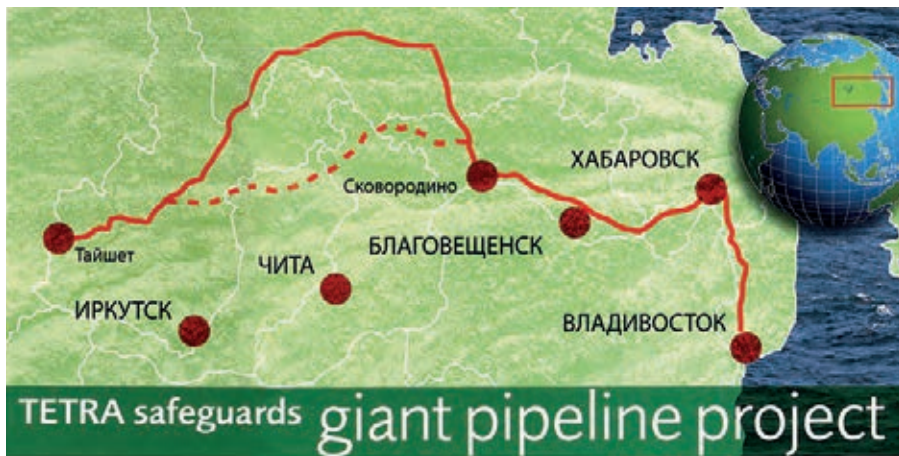 ХАБАРОВСК
Сковородино
Тайшет
БЛАГОВЕЩЕНСК
ЧИТА
ИРКУТСК
ВЛАДИВОСТОК
TETRA safeguards giant pipeline project